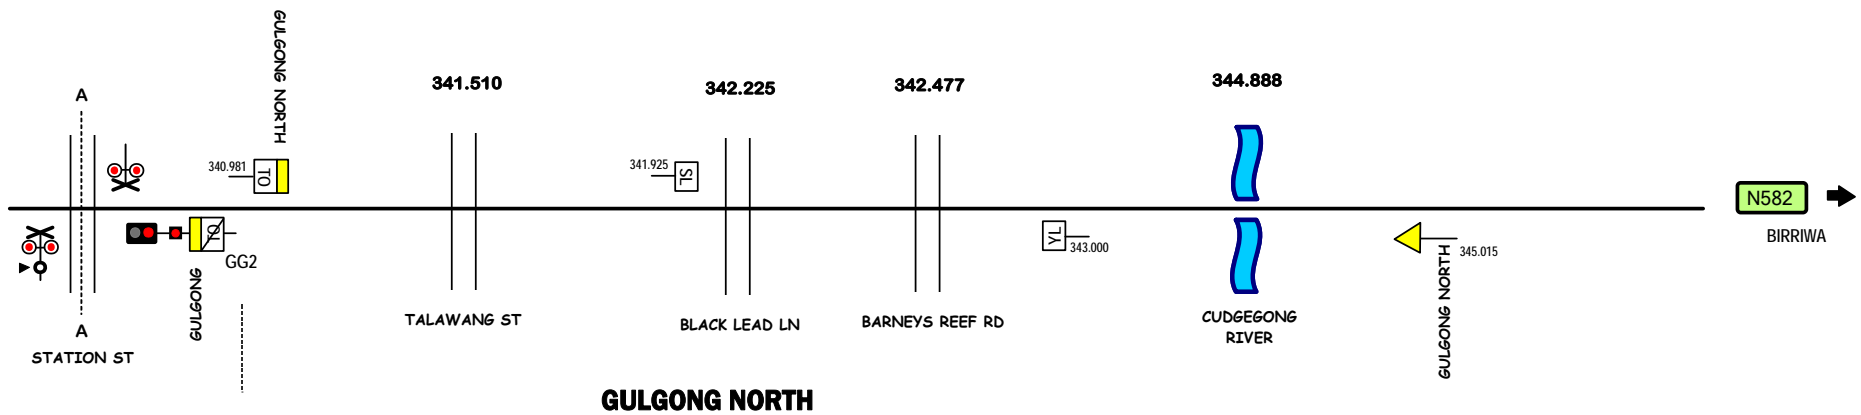 A
A
STATION ST
GULGONG
GG2
340.981
TO
TO
GULGONG NORTH
341.510
TALAWANG ST
341.925
SL
342.225
BLACK LEAD LN
342.477
BARNEYS REEF RD
YL
343.000
344.888
CUDGEGONG
RIVER
GULGONG NORTH
345.015
N582
BIRRIWA
GULGONG NORTH